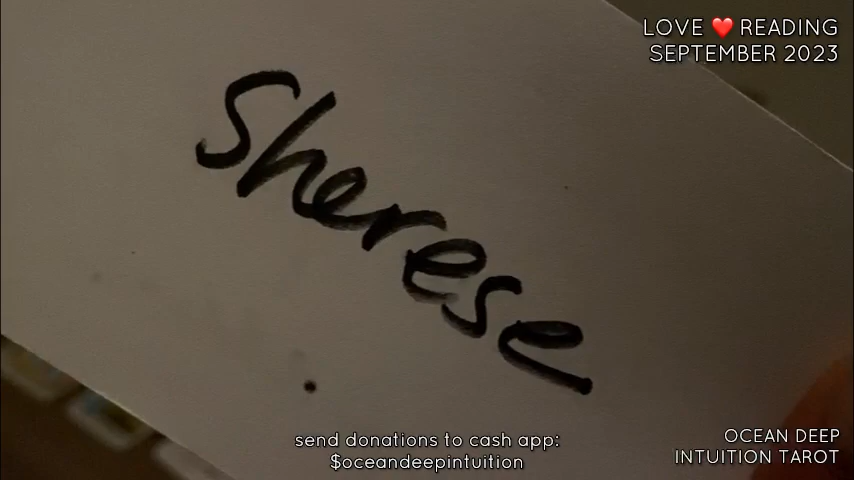 LOVE ❤️ READING
SEPTEMBER 2023
Sherese
send donations to cash app:
$oceandeepintuition
OCEAN DEEP
INTUITION TAROT